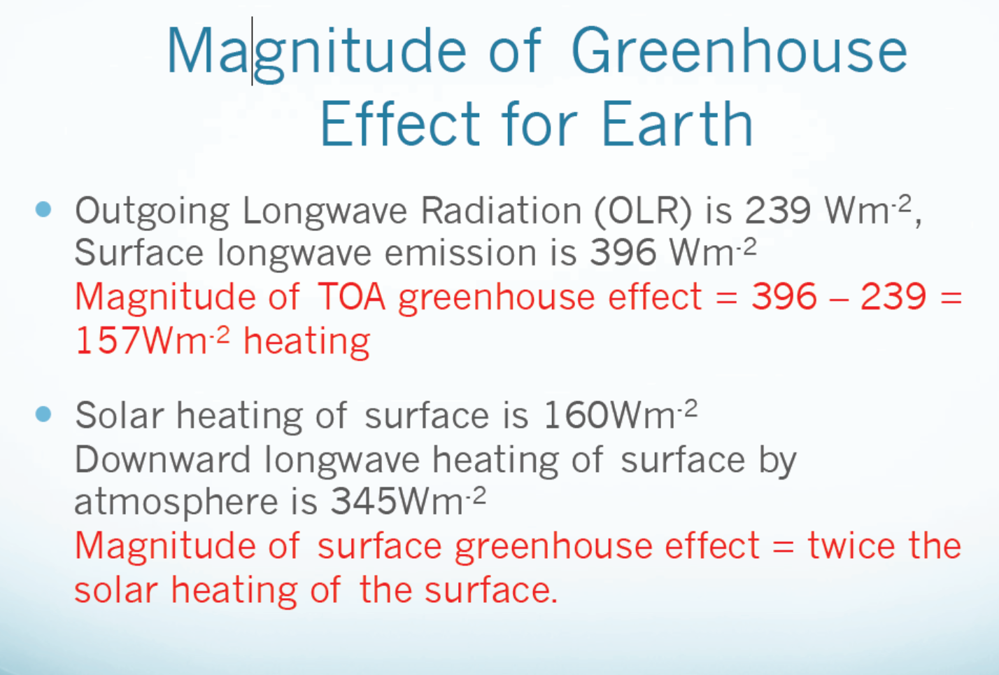 Magnitude of Greenhouse
Effect for Earth
• Outgoing Longwave Radiation (OLR) is 239 Wm⁻²,
Surface longwave emission is 396 Wm⁻²
Magnitude of TOA greenhouse effect = 396 – 239 =
157Wm⁻² heating
• Solar heating of surface is 160Wm⁻²
Downward longwave heating of surface by
atmosphere is 345Wm⁻²
Magnitude of surface greenhouse effect = twice the
solar heating of the surface.